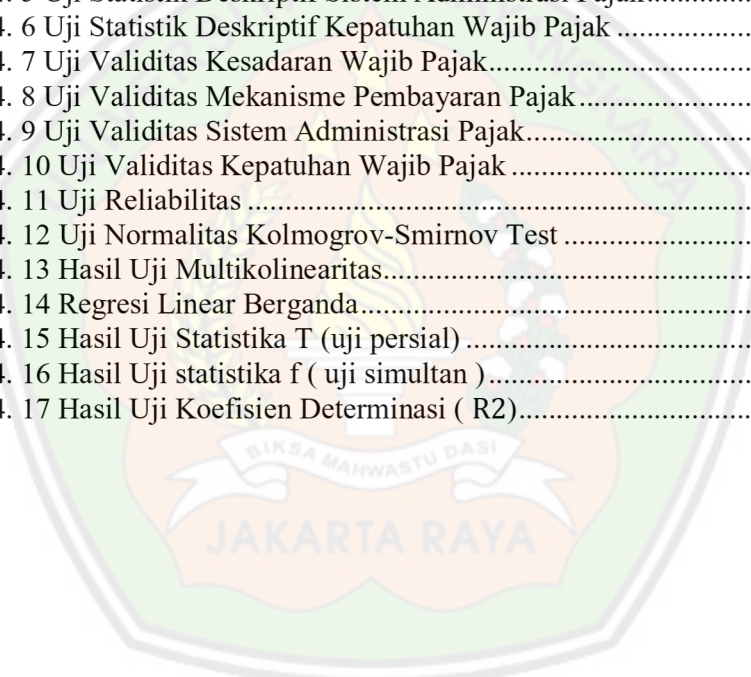 4. 5 Uji Statistik Deskriptif Sistem Administrasi Pajak................
4. 6 Uji Statistik Deskriptif Kepatuhan Wajib Pajak ..................
4. 7 Uji Validitas Kesadaran Wajib Pajak...................................
4. 8 Uji Validitas Mekanisme Pembayaran Pajak.......................
4. 9 Uji Validitas Sistem Administrasi Pajak..............................
4. 10 Uji Validitas Kepatuhan Wajib Pajak ................................
4. 11 Uji Reliabilitas ....................................................................
4. 12 Uji Normalitas Kolmogrov-Smirnov Test .........................
4. 13 Hasil Uji Multikolinearitas.................................................
4. 14 Regresi Linear Berganda....................................................
4. 15 Hasil Uji Statistika T (uji persial) ......................................
4. 16 Hasil Uji statistika f ( uji simultan )...................................
4. 17 Hasil Uji Koefisien Determinasi ( R2)...............................
BIKSA MAHWASTU DASI
JAKARTA RAYA